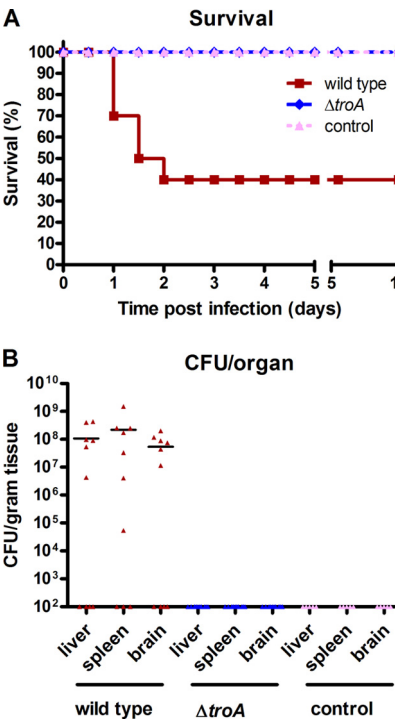 A
Survival
Survival (%)
100
90
80
70
60
50
40
30
20
10
0
wild type
ΔtroA
control
0 1 2 3 4 5 5
Time post infection (days)
B
CFU/organ
CFU/gram tissue
10^10
10^9
10^8
10^7
10^6
10^5
10^4
10^3
10^2
liver spleen brain liver spleen brain liver spleen brain
wild type ΔtroA control